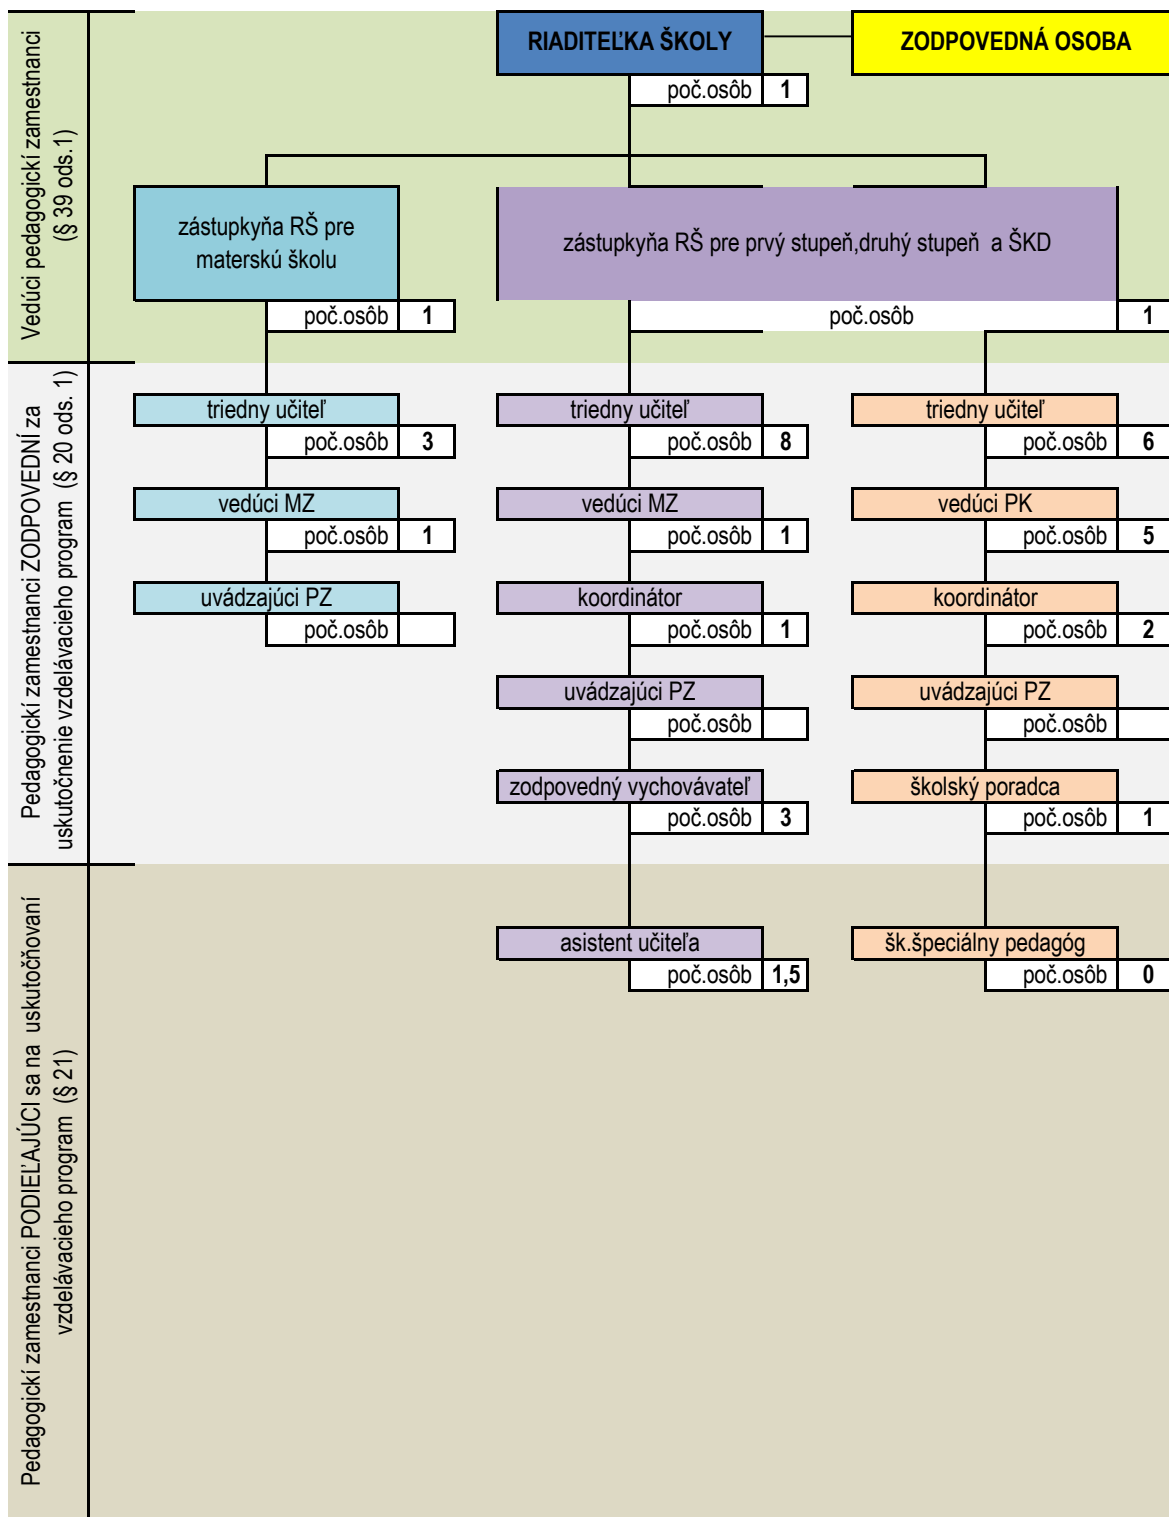 Vedúci pedagogickí zamestnanci
(§ 39 ods.1)
RIADITEĽKA ŠKOLY
ZODPOVEDNÁ OSOBA
poč.osôb 1
zástupkyňa RŠ pre
materskú školu
poč.osôb 1
zástupkyňa RŠ pre prvý stupeň,druhý stupeň a ŠKD
poč.osôb 1
Pedagogickí zamestnanci ZODPOVEDNÍ za
uskutočnenie vzdelávacieho program (§ 20 ods. 1)
triedny učiteľ
poč.osôb 3
vedúci MZ
poč.osôb 1
uvádzajúci PZ
poč.osôb
triedny učiteľ
poč.osôb 8
vedúci MZ
poč.osôb 1
koordinátor
poč.osôb 1
uvádzajúci PZ
poč.osôb
zodpovedný vychovávateľ
poč.osôb 3
triedny učiteľ
poč.osôb 6
vedúci PK
poč.osôb 5
koordinátor
poč.osôb 2
uvádzajúci PZ
poč.osôb
školský poradca
poč.osôb 1
Pedagogickí zamestnanci PODIEĽAJÚCI sa na uskutočňovaní
vzdelávacieho program (§ 21)
asistent učiteľa
poč.osôb 1,5
šk.špeciálny pedagóg
poč.osôb 0